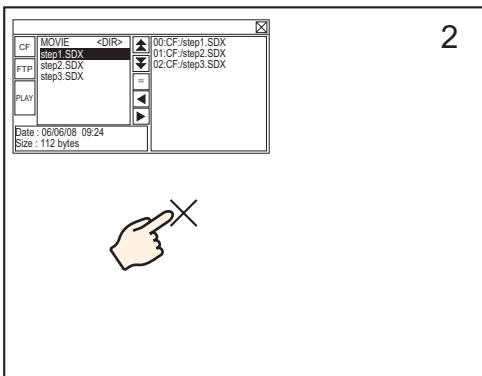 2
CF
FTP
PLAY
MOVIE <DIR>
step1.SDX
step2.SDX
step3.SDX
=
00:CF:/step1.SDX
01:CF:/step2.SDX
02:CF:/step3.SDX
Date : 06/06/08 09:24
Size : 112 bytes